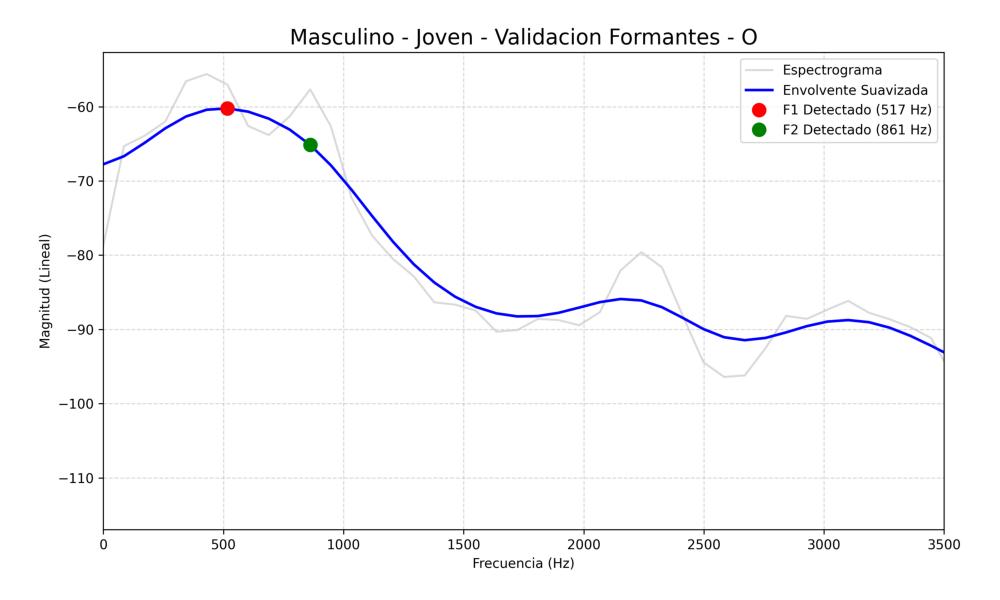 Masculino - Joven - Validacion Formantes - O
Espectrograma
Envolvente Suavizada
F1 Detectado (517 Hz)
F2 Detectado (861 Hz)
Magnitud (Lineal)
−60
−70
−80
−90
−100
−110
0 500 1000 1500 2000 2500 3000 3500
Frecuencia (Hz)